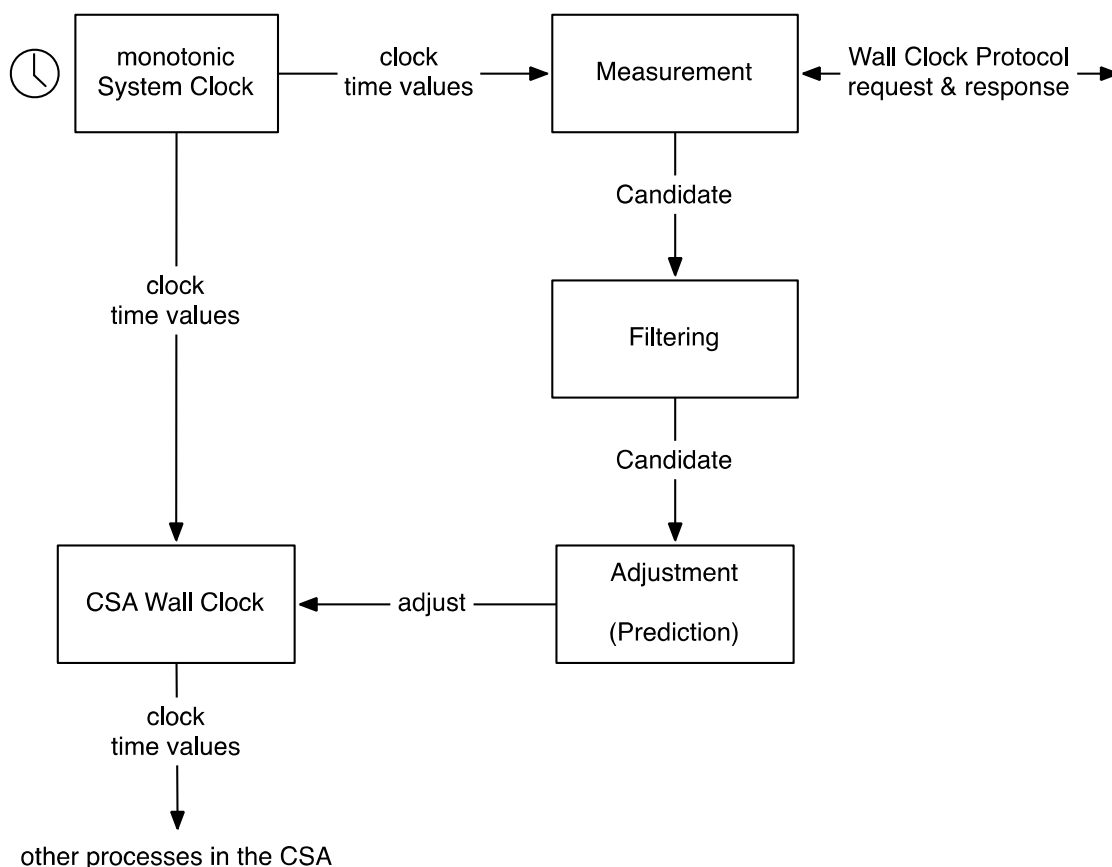 monotonic
System Clock
clock
time values
Measurement
Wall Clock Protocol
request & response
Candidate
clock
time values
Filtering
Candidate
CSA Wall Clock
adjust
Adjustment
(Prediction)
clock
time values
other processes in the CSA